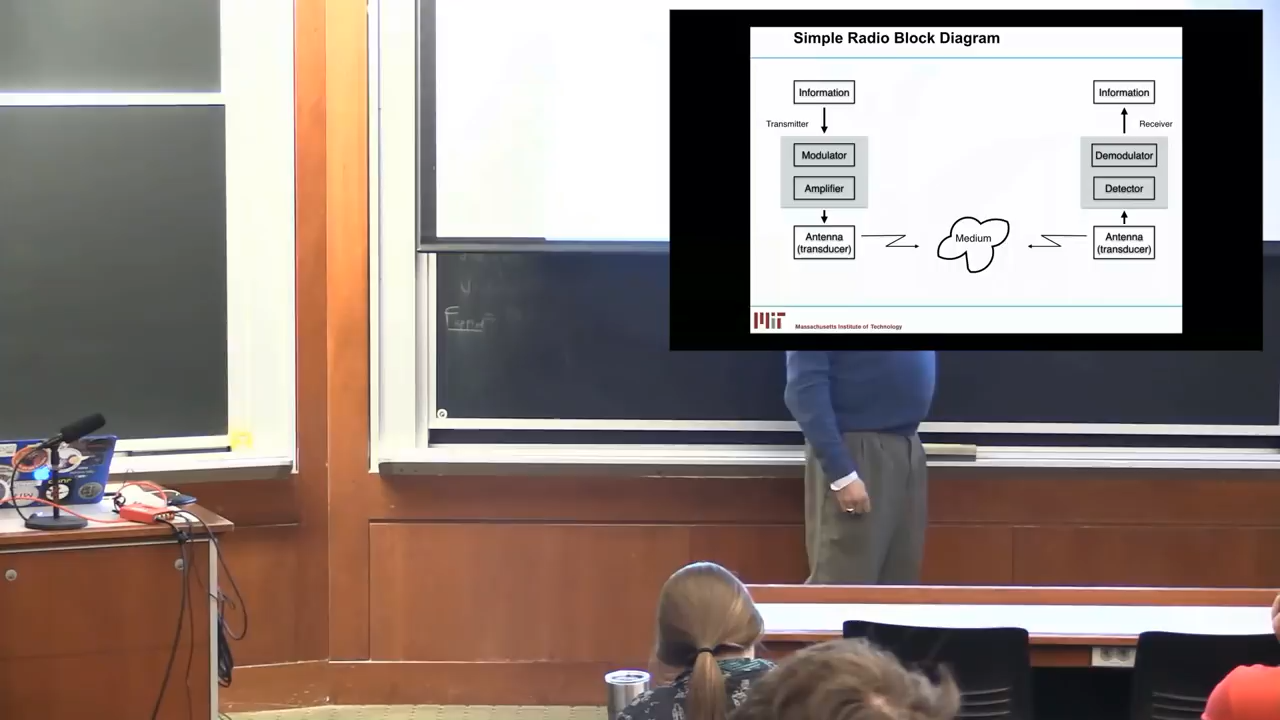 Simple Radio Block Diagram
Information
Information
Transmitter
Receiver
Modulator
Demodulator
Amplifier
Detector
Antenna
(transducer)
Medium
Antenna
(transducer)
MIT
Massachusetts Institute of Technology